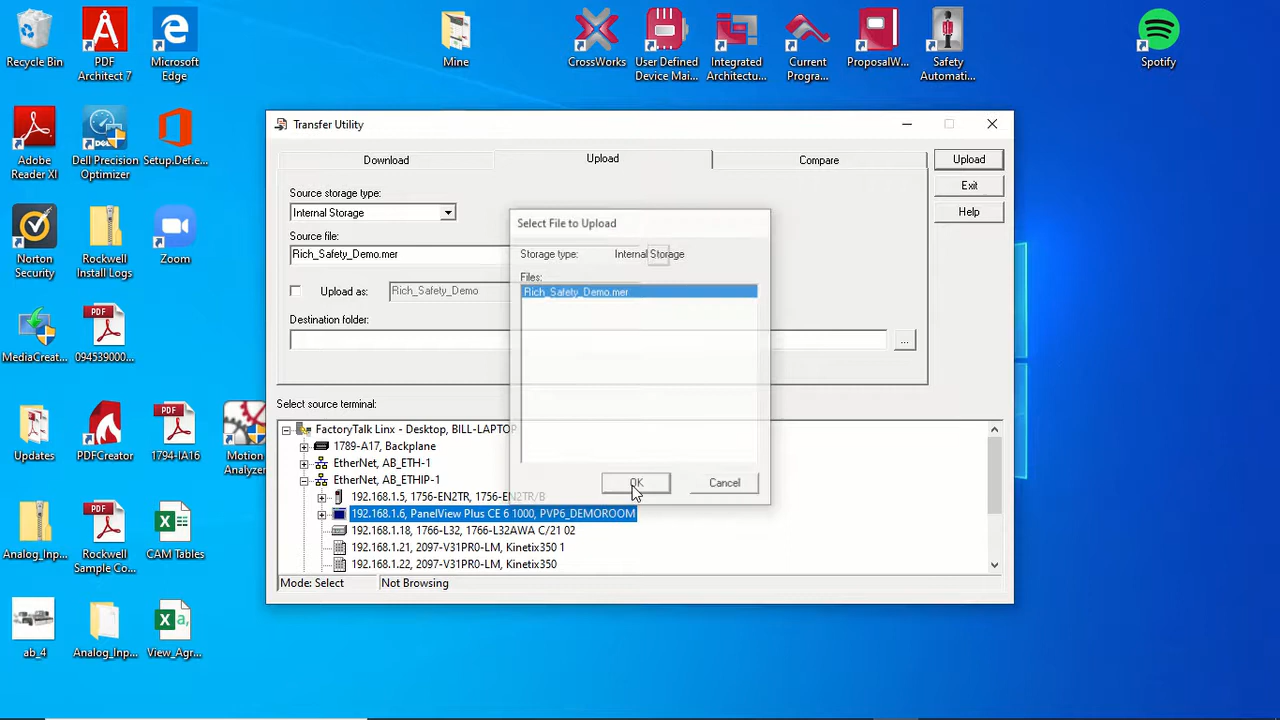 Recycle Bin
PDF
Architect 7
Microsoft
Edge
Mine
CrossWorks
User Defined
Device Mai...
Integrated
Architectu...
Current
Progra...
ProposalW...
Safety
Automati...
Spotify
Adobe
Reader XI
Dell Precision
Optimizer
Setup.Def.e...
Norton
Security
Rockwell
Install Logs
Zoom
MediaCreat...
PDF
094539000...
Updates
PDFCreator
PDF
1794-IA16
Motion
Analyzer
Analog_Inp...
PDF
Rockwell
Sample Co...
CAM Tables
ab_4
Analog_Inp...
View_Agr...
Transfer Utility
Download
Upload
Compare
Upload
Exit
Help
Source storage type:
Internal Storage
Source file:
Rich_Safety_Demo.mer
Upload as:
Rich_Safety_Demo
Destination folder:
...
Select File to Upload
Storage type: Internal Storage
Files:
Rich_Safety_Demo.mer
OK
Cancel
Select source terminal:
FactoryTalk Linx - Desktop, BILL-LAPTOP
1789-A17, Backplane
EtherNet, AB_ETH-1
EtherNet, AB_ETHIP-1
192.168.1.5, 1756-EN2TR, 1756-EN2TR/B
192.168.1.6, PanelView Plus CE 6 1000, PVP6_DEMOROOM
192.168.1.18, 1766-L32, 1766-L32AWA C/21 02
192.168.1.21, 2097-V31PR0-LM, Kinetix350 1
192.168.1.22, 2097-V31PR0-LM, Kinetix350
Mode: Select
Not Browsing